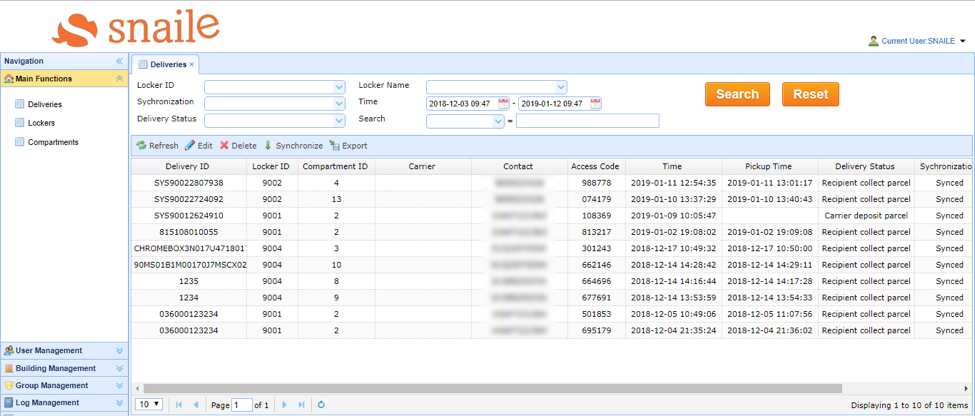 snaile
Current User:SNAILE
Navigation
Main Functions
Deliveries
Lockers
Compartments
User Management
Building Management
Group Management
Log Management
Deliveries ×
Locker ID
Locker Name
Sychronization
Time 2018-12-03 09:47 - 2019-01-12 09:47
Delivery Status
Search =
Search
Reset
Refresh Edit Delete Synchronize Export
Delivery ID Locker ID Compartment ID Carrier Contact Access Code Time Pickup Time Delivery Status Sychronizatio
SYS90022807938 9002 4 988778 2019-01-11 12:54:35 2019-01-11 13:01:17 Recipient collect parcel Synced
SYS90022724092 9002 13 074179 2019-01-10 13:37:29 2019-01-10 13:40:43 Recipient collect parcel Synced
SYS90012624910 9001 2 108369 2019-01-09 10:05:47 Carrier deposit parcel Synced
815108010055 9001 2 813217 2019-01-02 19:08:02 2019-01-02 19:09:08 Recipient collect parcel Synced
CHROMEBOX3N017U4718017 9004 3 301243 2018-12-17 10:49:32 2018-12-17 10:50:00 Recipient collect parcel Synced
90MS01B1M00170J7MSCX02 9004 10 662146 2018-12-14 14:28:42 2018-12-14 14:29:11 Recipient collect parcel Synced
1235 9004 8 664696 2018-12-14 14:16:44 2018-12-14 14:17:28 Recipient collect parcel Synced
1234 9004 9 677691 2018-12-14 13:53:59 2018-12-14 13:54:33 Recipient collect parcel Synced
036000123234 9001 2 501853 2018-12-05 10:49:06 2018-12-05 11:07:56 Recipient collect parcel Synced
036000123234 9001 2 695179 2018-12-04 21:35:24 2018-12-04 21:36:02 Recipient collect parcel Synced
10 Page 1 of 1
Displaying 1 to 10 of 10 items